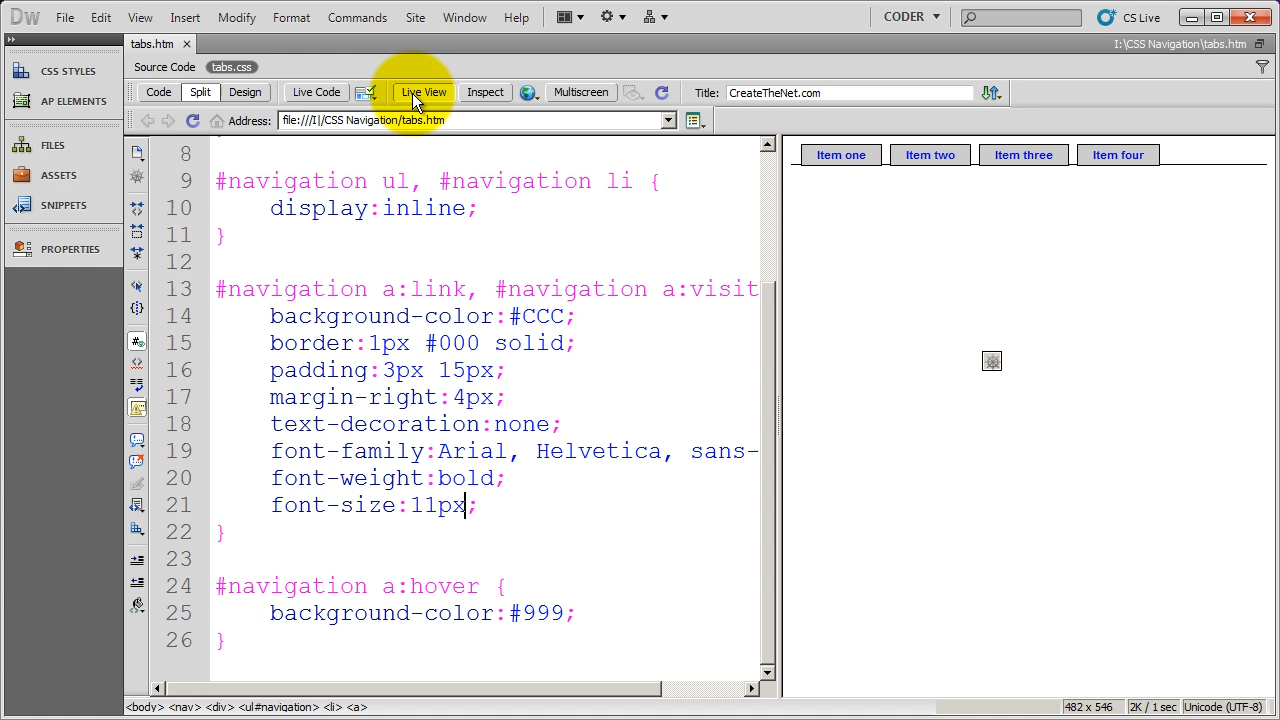 Dw File Edit View Insert Modify Format Commands Site Window Help CODER CS Live
tabs.htm I:\CSS Navigation\tabs.htm
Source Code tabs.css
Code Split Design Live Code Live View Inspect Multiscreen Title: CreateTheNet.com
Address: file:///I|/CSS Navigation/tabs.htm
CSS STYLES
AP ELEMENTS
FILES
ASSETS
SNIPPETS
PROPERTIES
8
9 #navigation ul, #navigation li {
10 display:inline;
11 }
12
13 #navigation a:link, #navigation a:visit
14 background-color:#CCC;
15 border:1px #000 solid;
16 padding:3px 15px;
17 margin-right:4px;
18 text-decoration:none;
19 font-family:Arial, Helvetica, sans-
20 font-weight:bold;
21 font-size:11px;
22 }
23
24 #navigation a:hover {
25 background-color:#999;
26 }
Item one Item two Item three Item four
<body> <nav> <div> <ul#navigation> <li> <a> 482 x 546 2K / 1 sec Unicode (UTF-8)